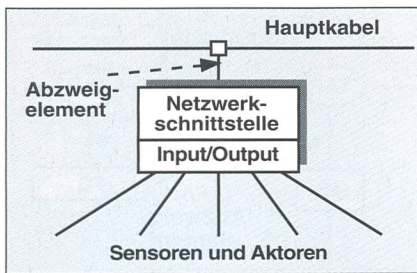 Hauptkabel
Abzweig-
element
Netzwerk-
schnittstelle
Input/Output
Sensoren und Aktoren